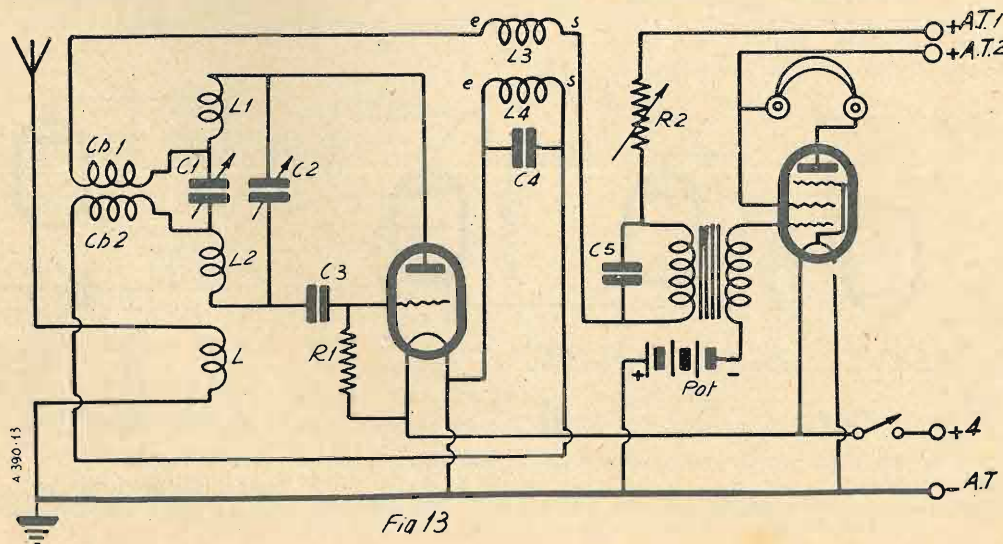 e L3 s
+A.T.1
+A.T.2
e L4 s
L1
R2
Ch1
C1
C2
C4
Ch2
L2
C3
C5
L
R1
+ Pot -
+4
- A.T
A 390-13
Fig 13